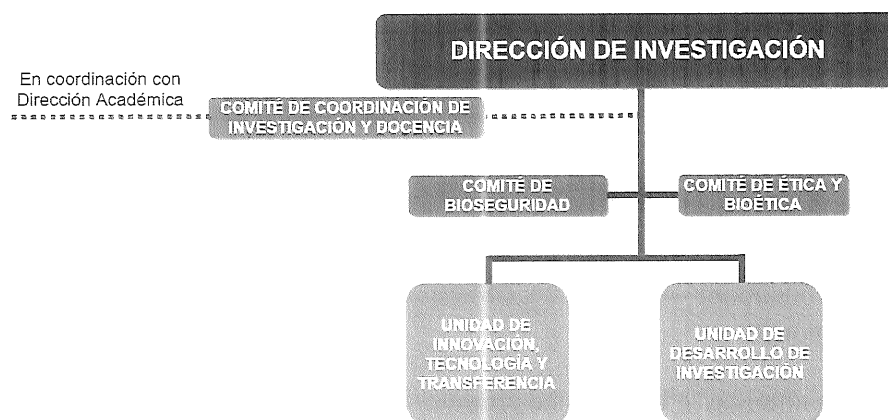 DIRECCIÓN DE INVESTIGACIÓN
En coordinación con
Dirección Académica
COMITÉ DE COORDINACIÓN DE
INVESTIGACIÓN Y DOCENCIA
COMITÉ DE
BIOSEGURIDAD
COMITÉ DE ÉTICA Y
BIOÉTICA
UNIDAD DE
INNOVACIÓN,
TECNOLOGÍA Y
TRANSFERENCIA
UNIDAD DE
DESARROLLO DE
INVESTIGACIÓN